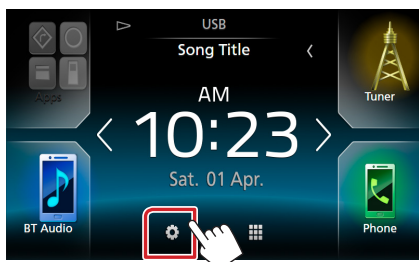 USB
Song Title
Apps
AM
Tuner
10:23
Sat. 01 Apr.
BT Audio
Phone